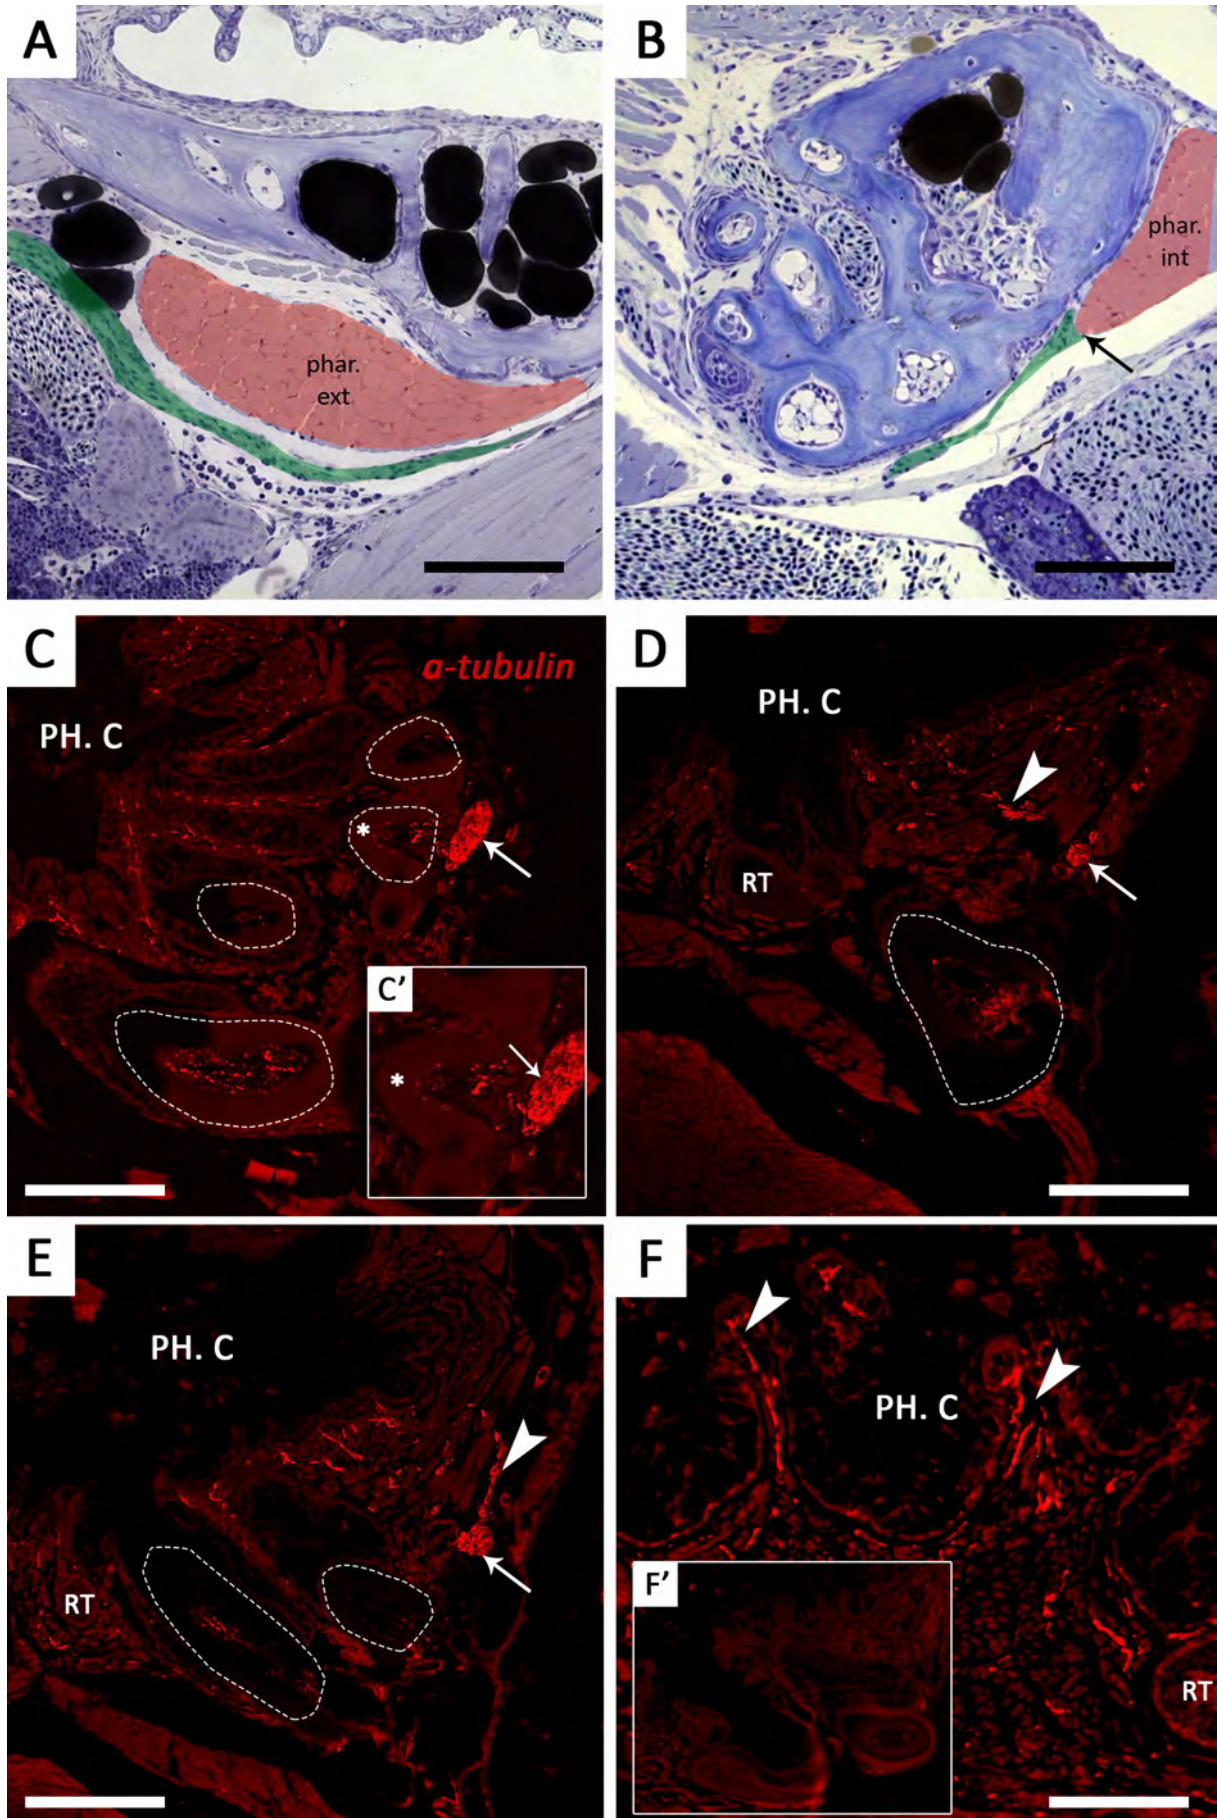 A
B
phar.
ext
phar.
int
C
α-tubulin
D
PH. C
PH. C
*
RT
C’
*
E
F
PH. C
PH. C
RT
F’
RT